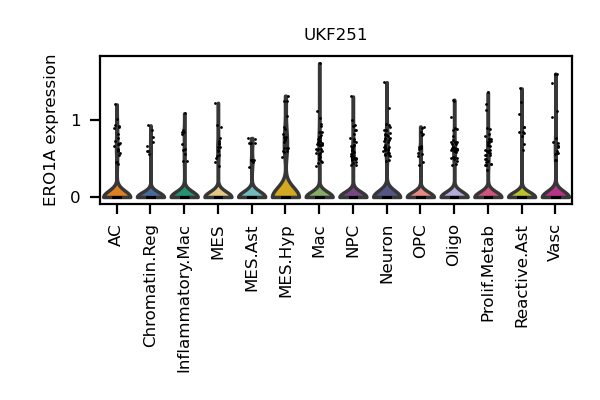 UKF251
ERO1A expression
1
0
AC
Chromatin.Reg
Inflammatory.Mac
MES
MES.Ast
MES.Hyp
Mac
NPC
Neuron
OPC
Oligo
Prolif.Metab
Reactive.Ast
Vasc